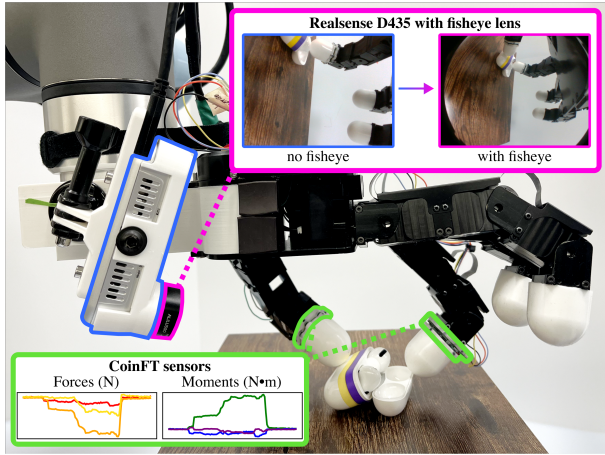 Realsense D435 with fisheye lens
no fisheye
with fisheye
CoinFT sensors
Forces (N)
Moments (N•m)